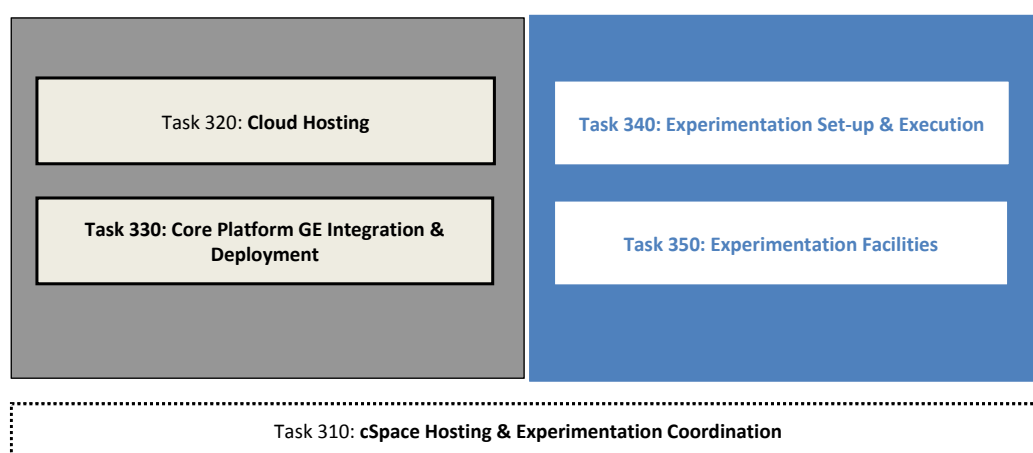 Task 320: Cloud Hosting
Task 330: Core Platform GE Integration &
Deployment
Task 340: Experimentation Set-up & Execution
Task 350: Experimentation Facilities
Task 310: cSpace Hosting & Experimentation Coordination